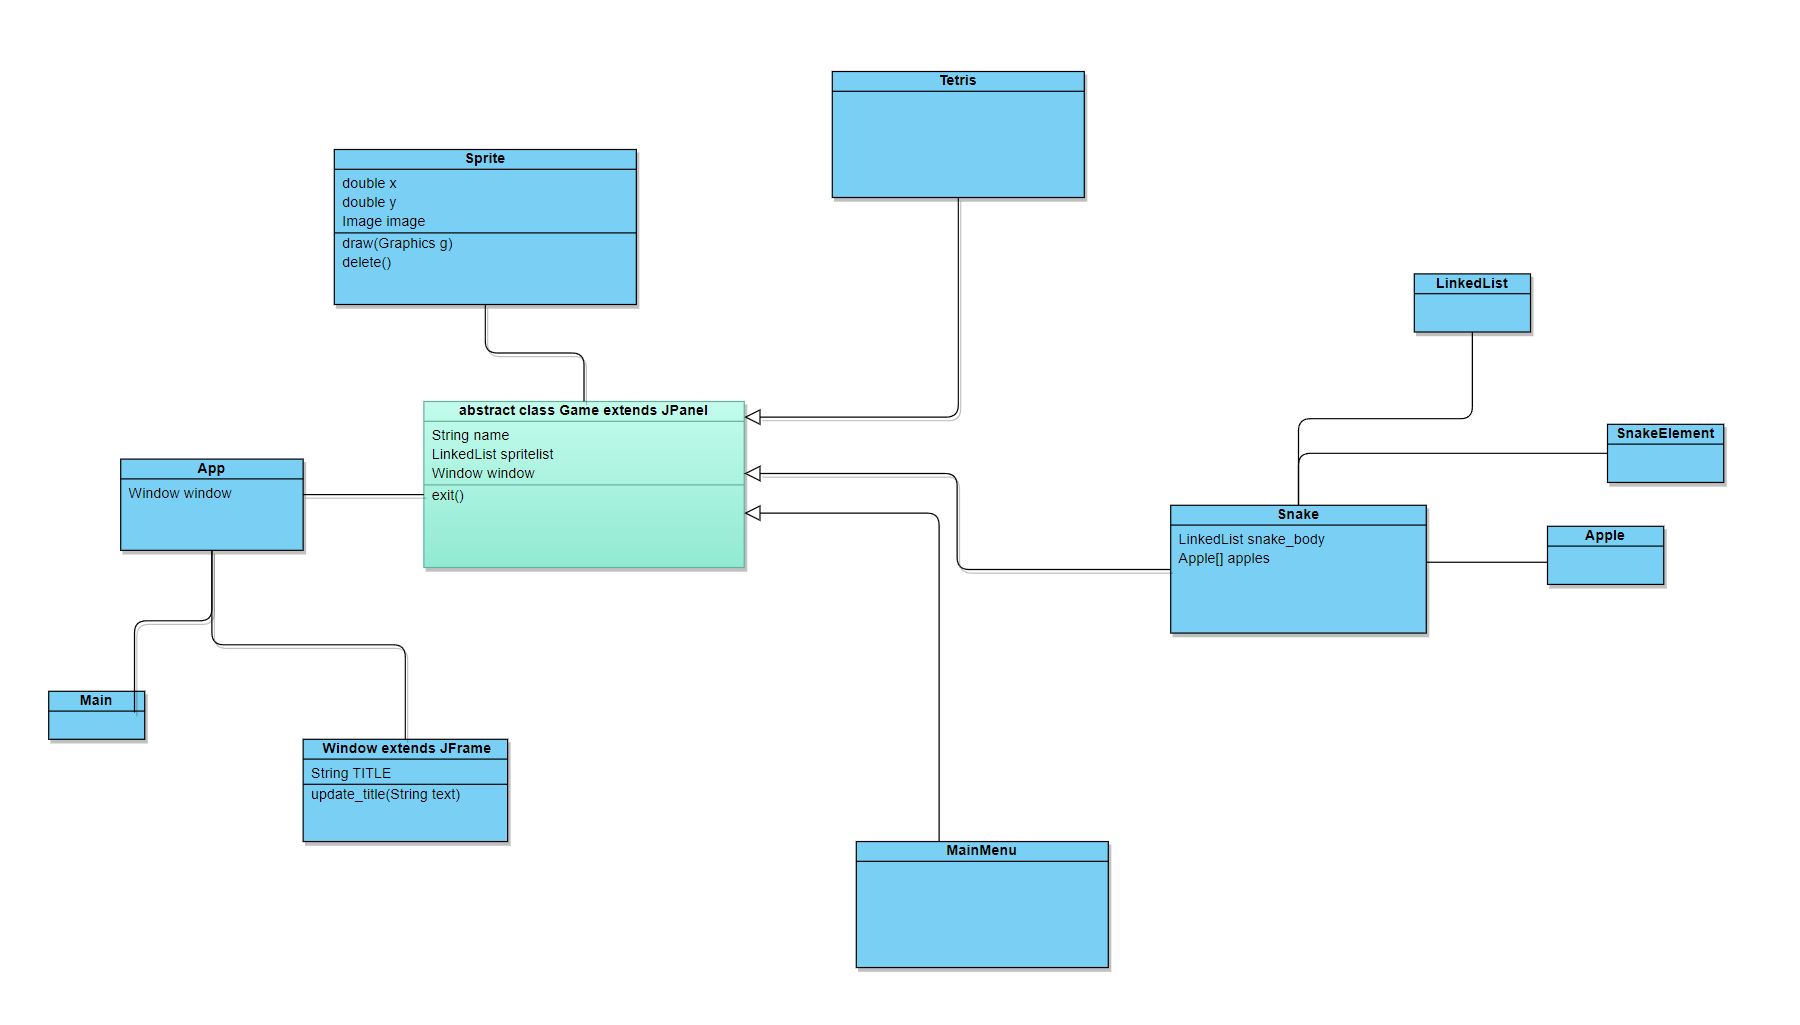 Tetris
Sprite
double x
double y
Image image
draw(Graphics g)
delete()
LinkedList
abstract class Game extends JPanel
String name
LinkedList spritelist
Window window
exit()
SnakeElement
App
Window window
Snake
LinkedList snake_body
Apple[] apples
Apple
Main
Window extends JFrame
String TITLE
update_title(String text)
MainMenu